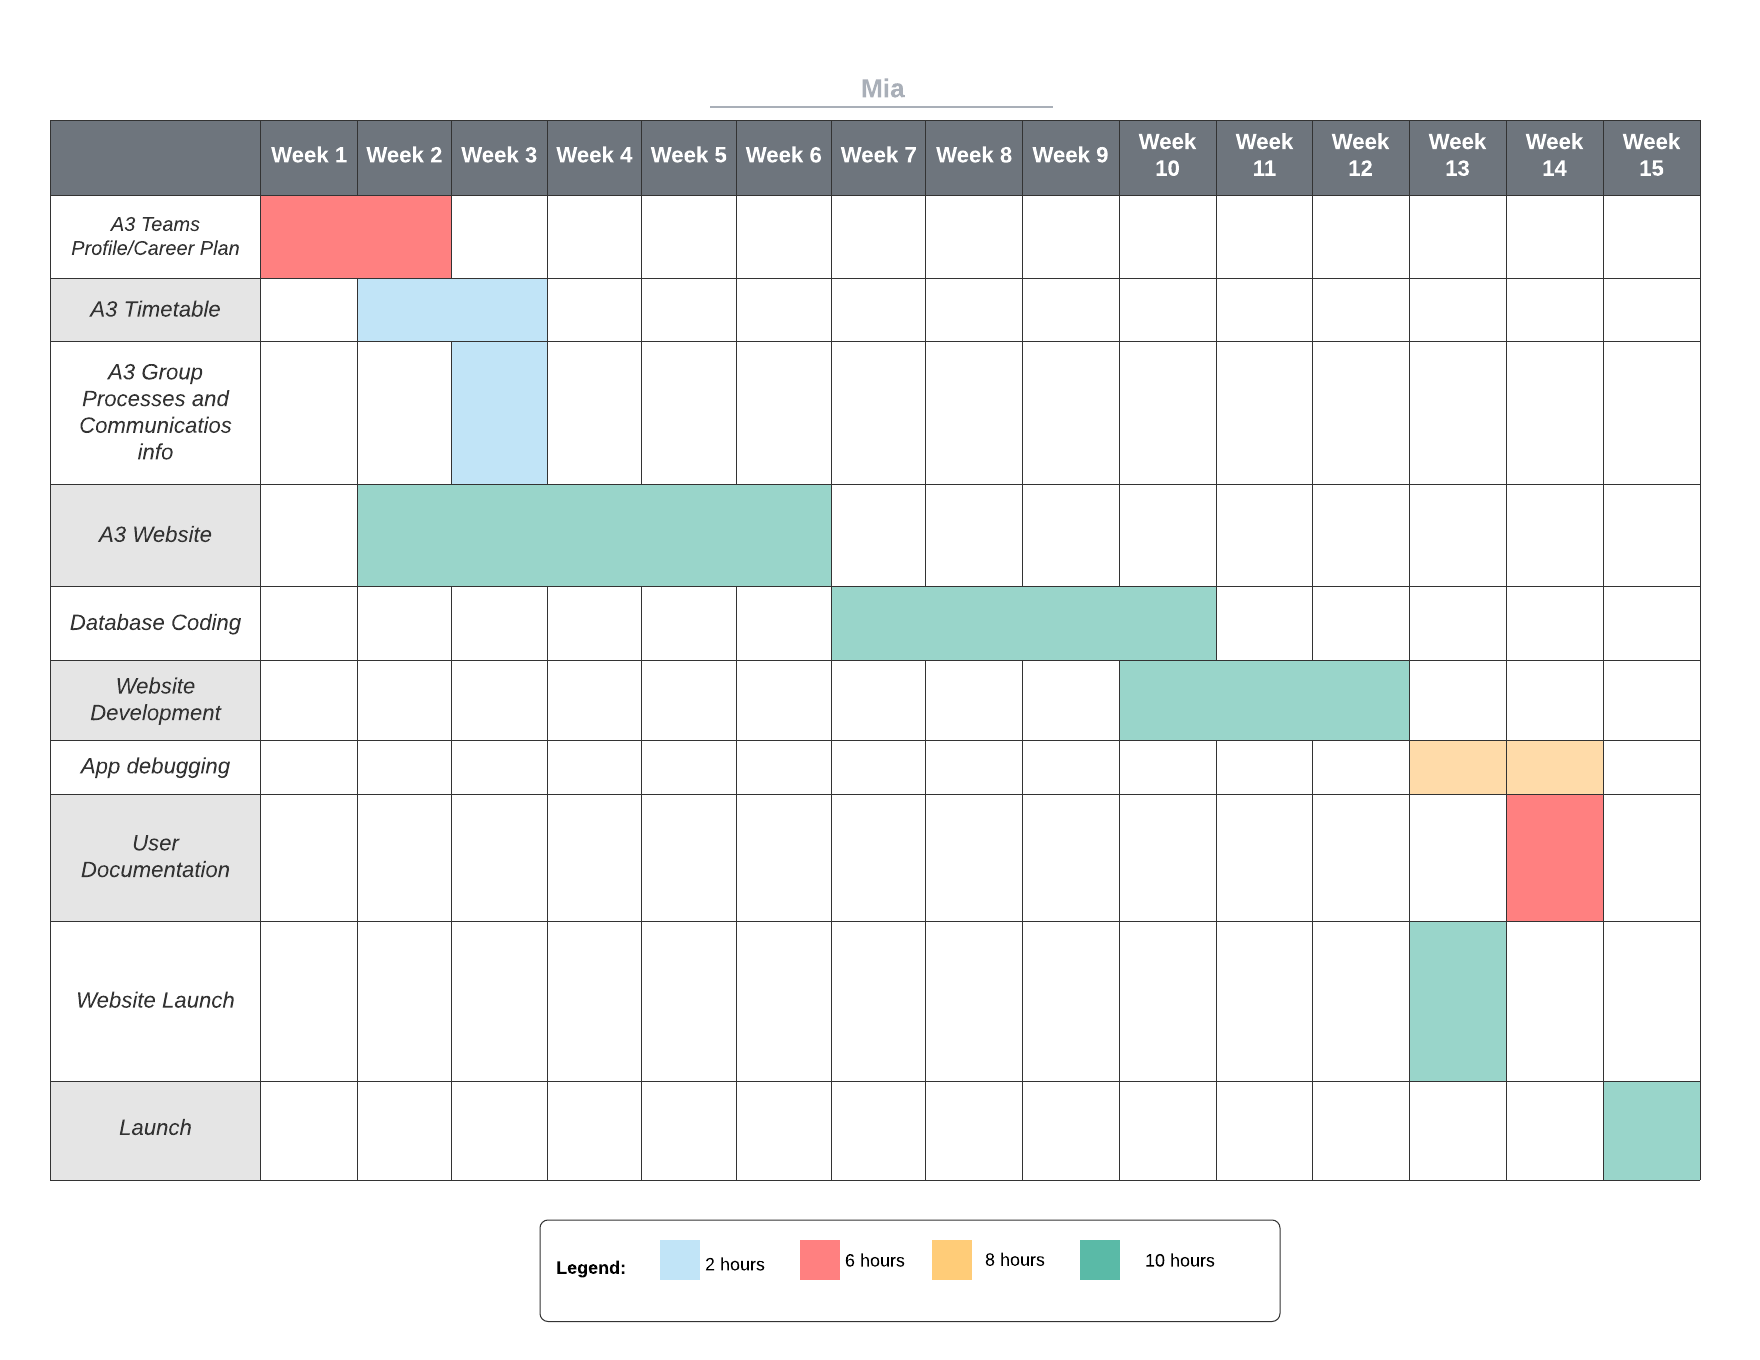 Mia
Week 1 Week 2 Week 3 Week 4 Week 5 Week 6 Week 7 Week 8 Week 9 Week 10 Week 11 Week 12 Week 13 Week 14 Week 15
A3 Teams
Profile/Career Plan
A3 Timetable
A3 Group
Processes and
Communicatios
info
A3 Website
Database Coding
Website
Development
App debugging
User
Documentation
Website Launch
Launch
Legend: 2 hours 6 hours 8 hours 10 hours